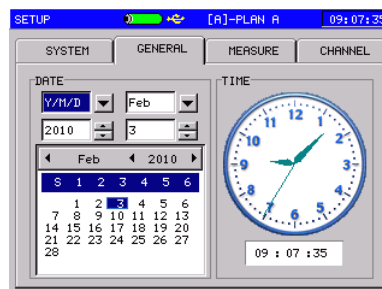 SETUP [A]-PLAN A 09:07:35
SYSTEM GENERAL MEASURE CHANNEL
DATE TIME
Y/M/D Feb
2010 3
Feb 2010
S 1 2 3 4 5 6
1 2 3 4 5 6
7 8 9 10 11 12 13
14 15 16 17 18 19 20
21 22 23 24 25 26 27
28
12 1 2 3 4 5 6 7 8 9 10 11
09 : 07 :35